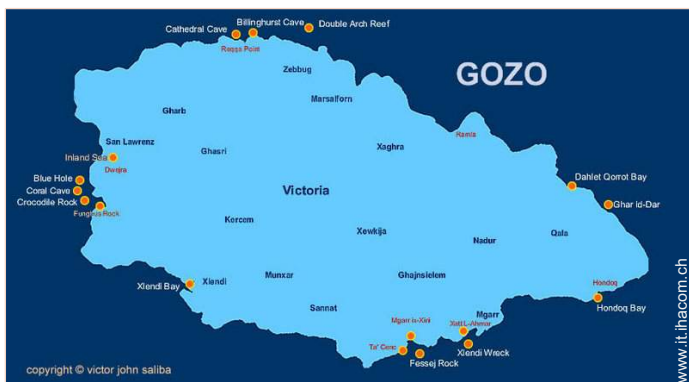 Billinghurst Cave
Double Arch Reef
Cathedral Cave
Reqqa Point
Zebbug
GOZO
Marsalforn
Gharb
Ramla
San Lawrenz
Ghasri
Xaghra
Inland Sea
Dwejra
Blue Hole
Dahlet Qorrot Bay
Coral Cave
Victoria
Crocodile Rock
Ghar id-Dar
Fungus Rock
Kercem
Xewkija
Qala
Nadur
Xlendi Bay
Xlendi
Munxar
Ghajnsielem
Hondoq
Sannat
Hondoq Bay
Mgarr
Mgarr ix-Xini
Xatt L-Ahmar
Ta' Cenc
Xlendi Wreck
Fessej Rock
copyright © victor john saliba
www.it.ihacom.ch